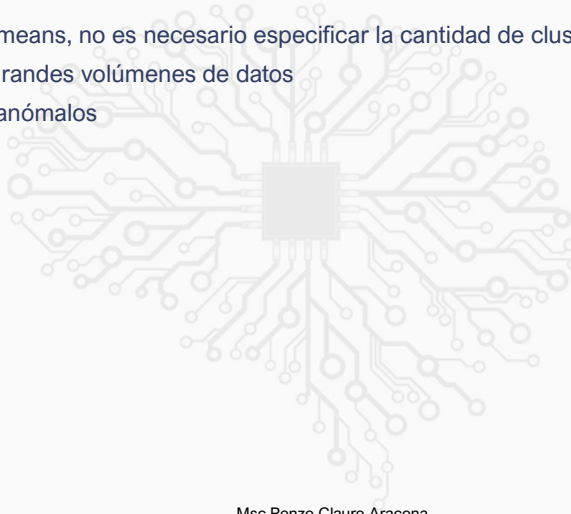 means, no es necesario especificar la cantidad de clus
randes volúmenes de datos
anómalos
Msc Renzo Claure Aracena